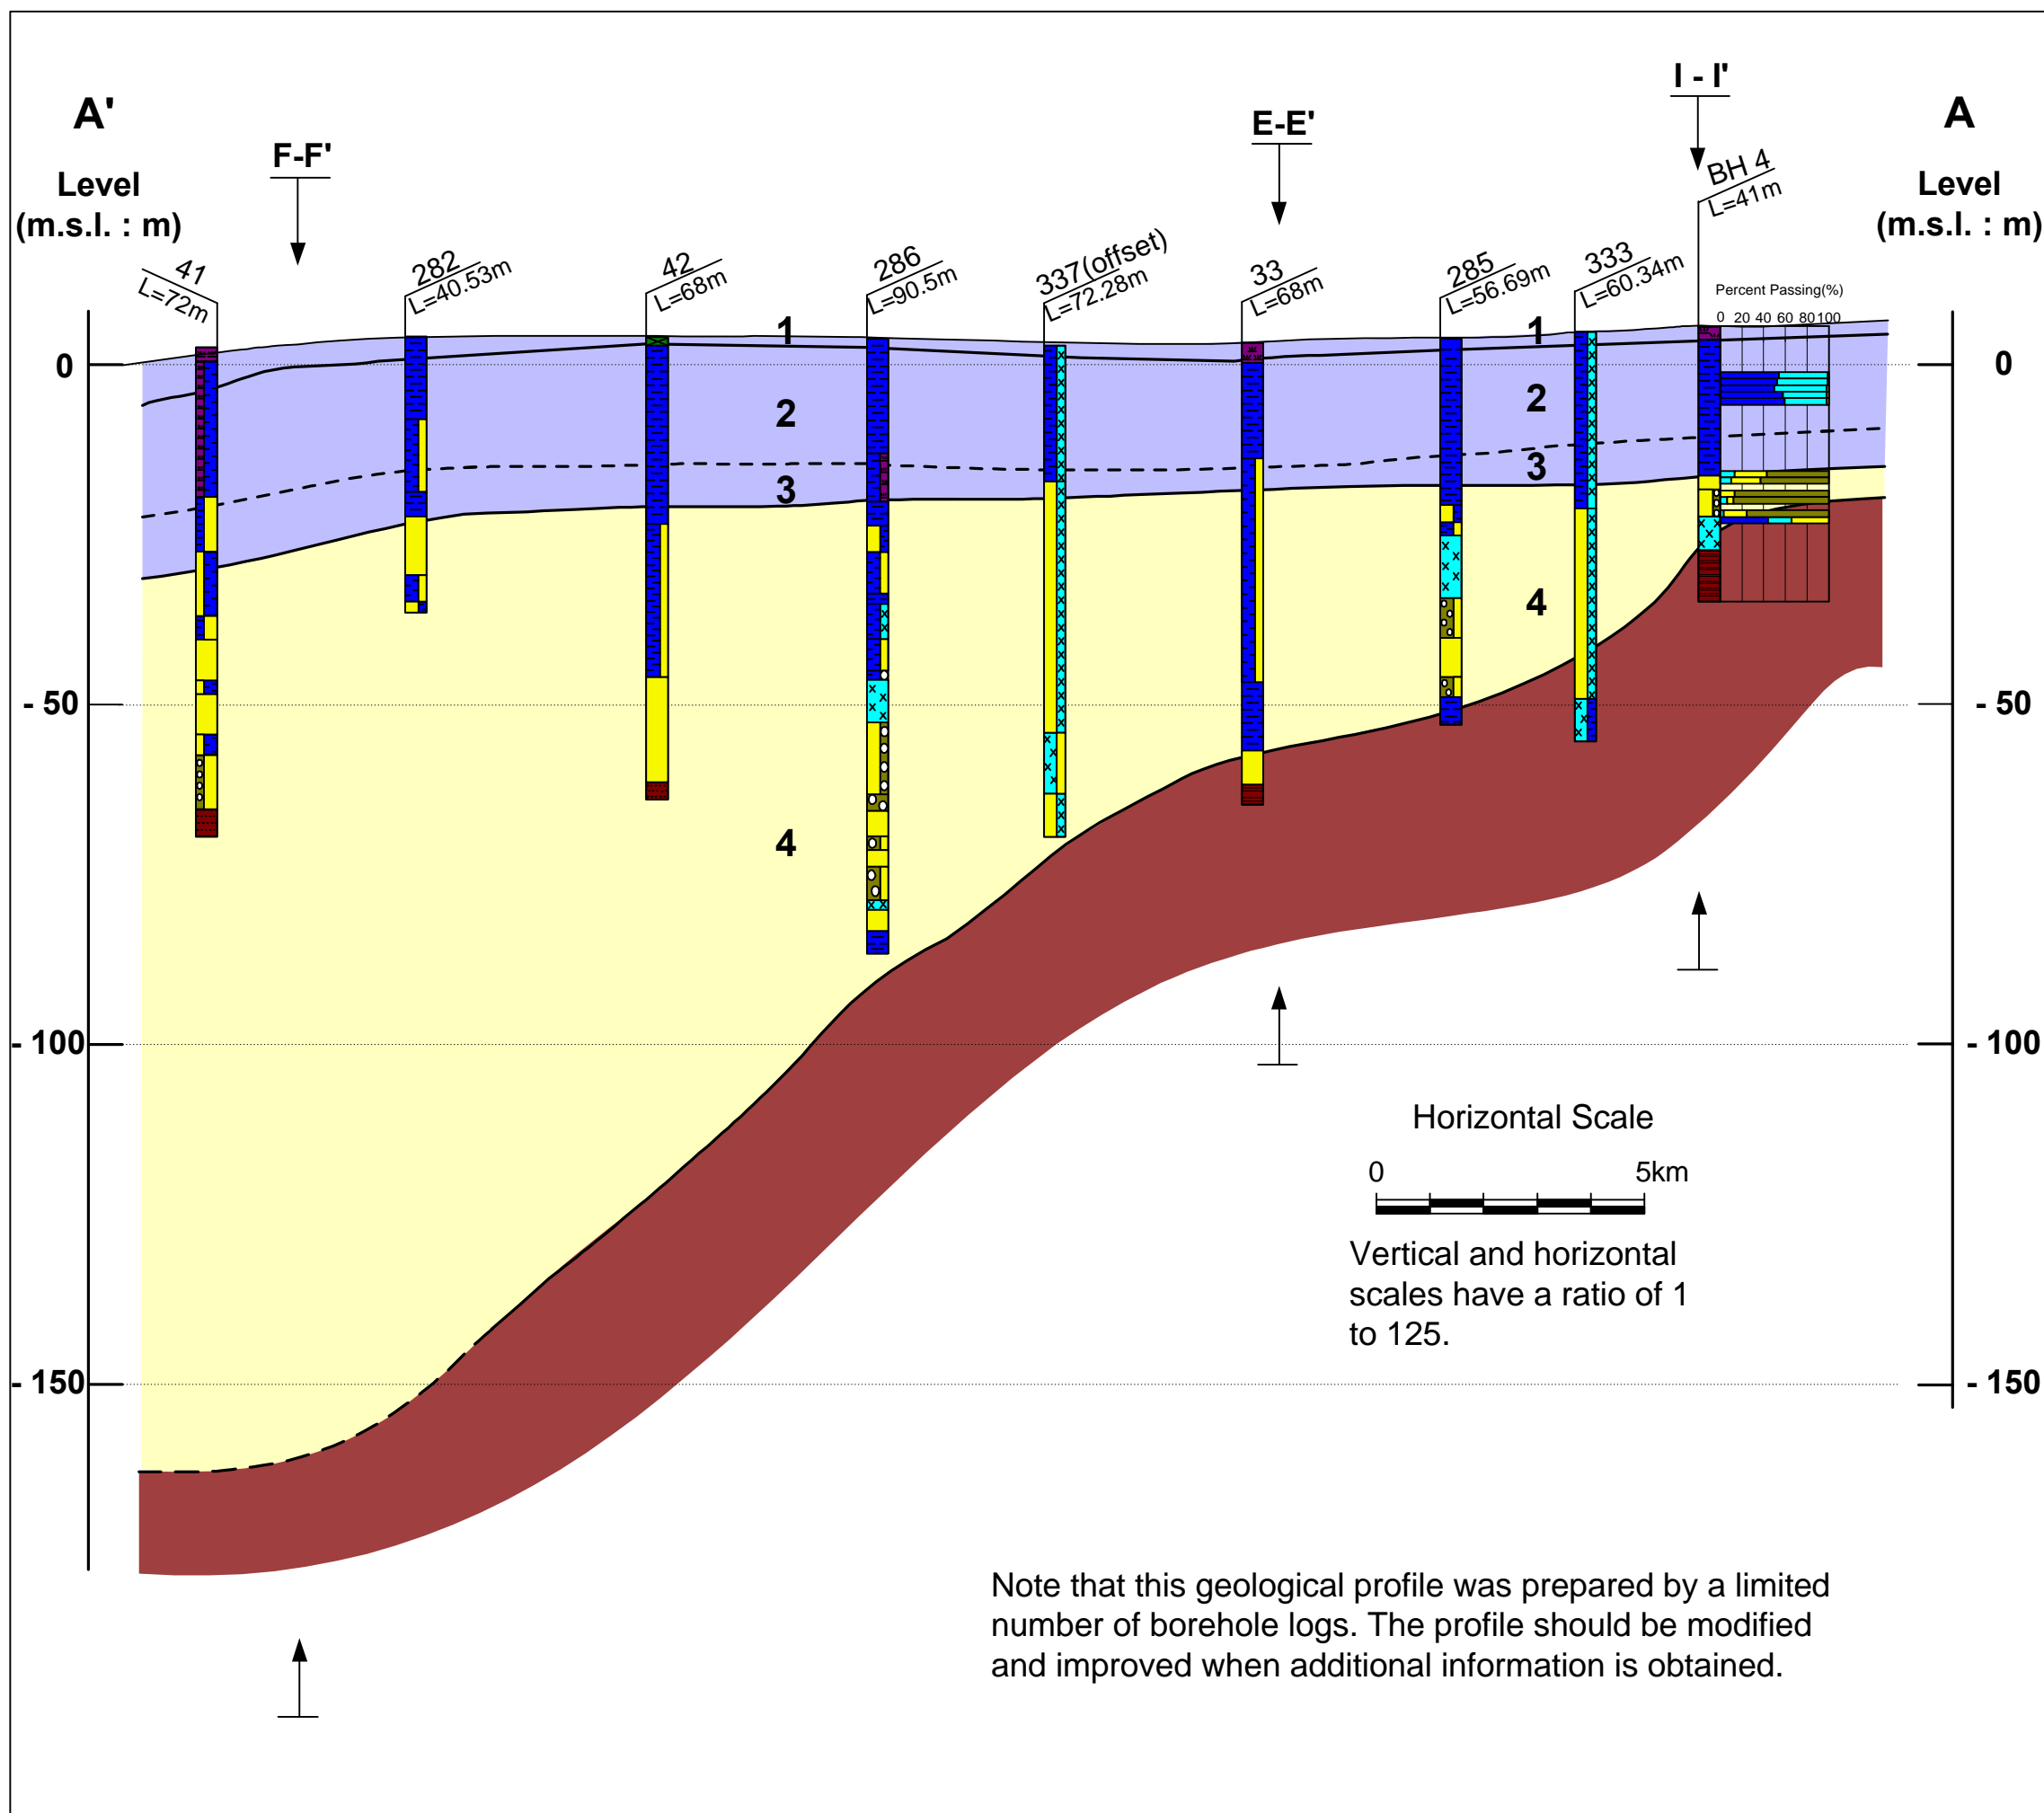 I - I'
A'
A
E-E'
F-F'
BH 4
L=41m
Level
(m.s.l. : m)
Level
(m.s.l. : m)
41
L=72m
282
L=40.53m
42
L=68m
286
L=90.5m
337(offset)
L=72.28m
33
L=68m
285
L=56.69m
333
L=60.34m
Percent Passing(%)
0 20 40 60 80 100
1
1
0
0
2
2
3
3
4
- 50
- 50
4
- 100
- 100
Horizontal Scale
0 5km
Vertical and horizontal
scales have a ratio of 1
to 125.
- 150
- 150
Note that this geological profile was prepared by a limited
number of borehole logs. The profile should be modified
and improved when additional information is obtained.